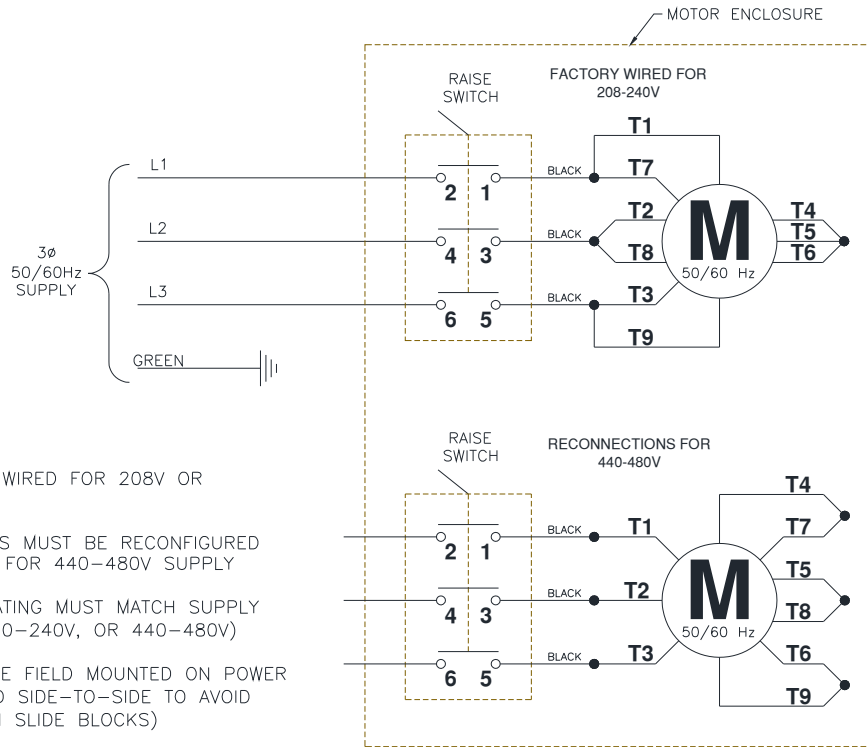 MOTOR ENCLOSURE
RAISE
SWITCH
FACTORY WIRED FOR
208-240V
T1
L1
2 1
BLACK
T7
L2
4 3
BLACK
T2
T8
M
50/60 Hz
T4
T5
T6
3ø
50/60Hz
SUPPLY
L3
6 5
BLACK
T3
T9
GREEN
RAISE
SWITCH
RECONNECTIONS FOR
440-480V
2 1
BLACK
T1
4 3
BLACK
T2
6 5
BLACK
T3
M
50/60 Hz
T4
T7
T5
T8
T6
T9
WIRED FOR 208V OR
S MUST BE RECONFIGURED
FOR 440-480V SUPPLY
ATING MUST MATCH SUPPLY
0-240V, OR 440-480V)
E FIELD MOUNTED ON POWER
D SIDE-TO-SIDE TO AVOID
SLIDE BLOCKS)